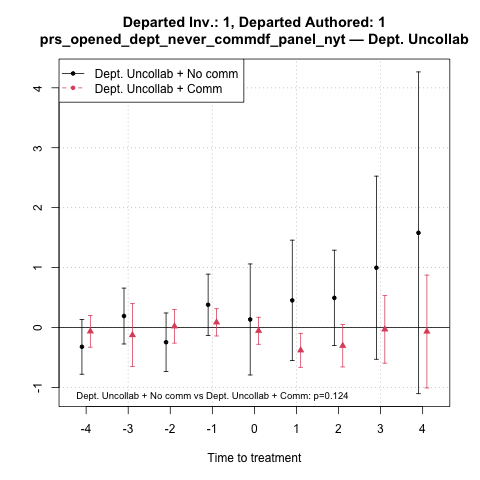 Departed Inv.: 1, Departed Authored: 1
prs_opened_dept_never_commdf_panel_nyt — Dept. Uncollab
Dept. Uncollab + No comm
Dept. Uncollab + Comm
4
3
2
1
0
-1
Dept. Uncollab + No comm vs Dept. Uncollab + Comm: p=0.124
-4 -3 -2 -1 0 1 2 3 4
Time to treatment